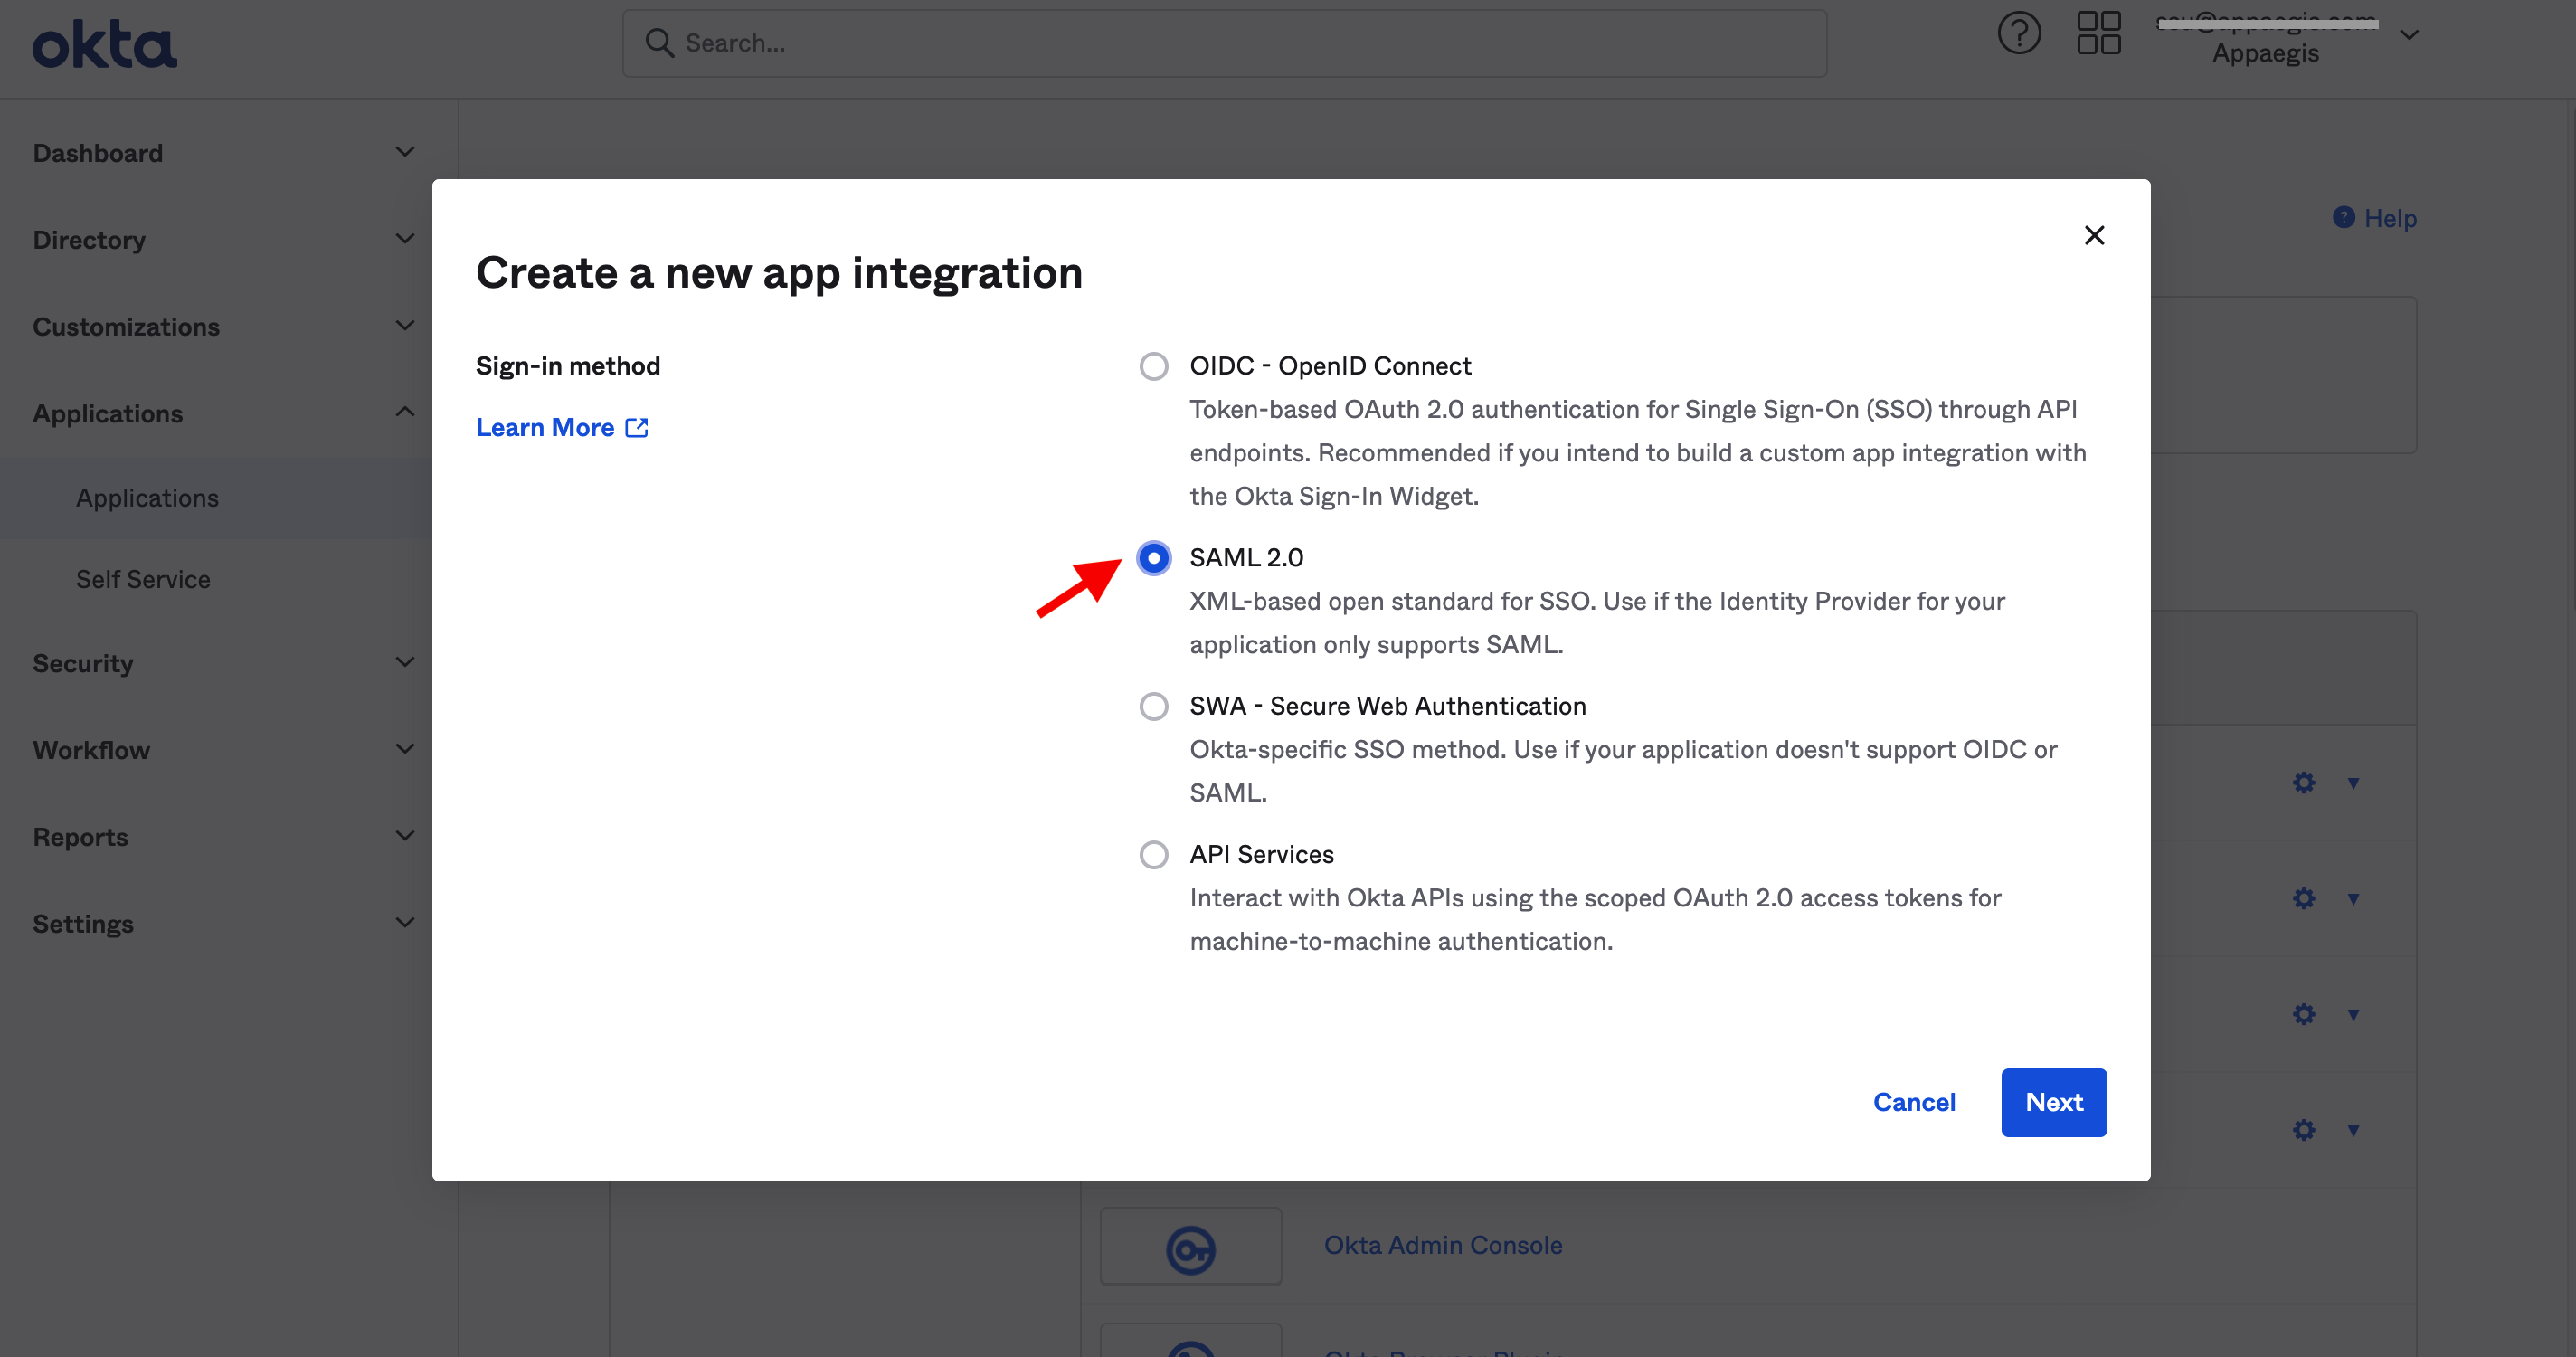 okta
Search...
Appaegis
Dashboard
Directory
Customizations
Applications
Applications
Self Service
Security
Workflow
Reports
Settings
Help
Create a new app integration
Sign-in method
Learn More
OIDC - OpenID Connect
Token-based OAuth 2.0 authentication for Single Sign-On (SSO) through API
endpoints. Recommended if you intend to build a custom app integration with
the Okta Sign-In Widget.
SAML 2.0
XML-based open standard for SSO. Use if the Identity Provider for your
application only supports SAML.
SWA - Secure Web Authentication
Okta-specific SSO method. Use if your application doesn't support OIDC or
SAML.
API Services
Interact with Okta APIs using the scoped OAuth 2.0 access tokens for
machine-to-machine authentication.
Cancel
Next
Okta Admin Console